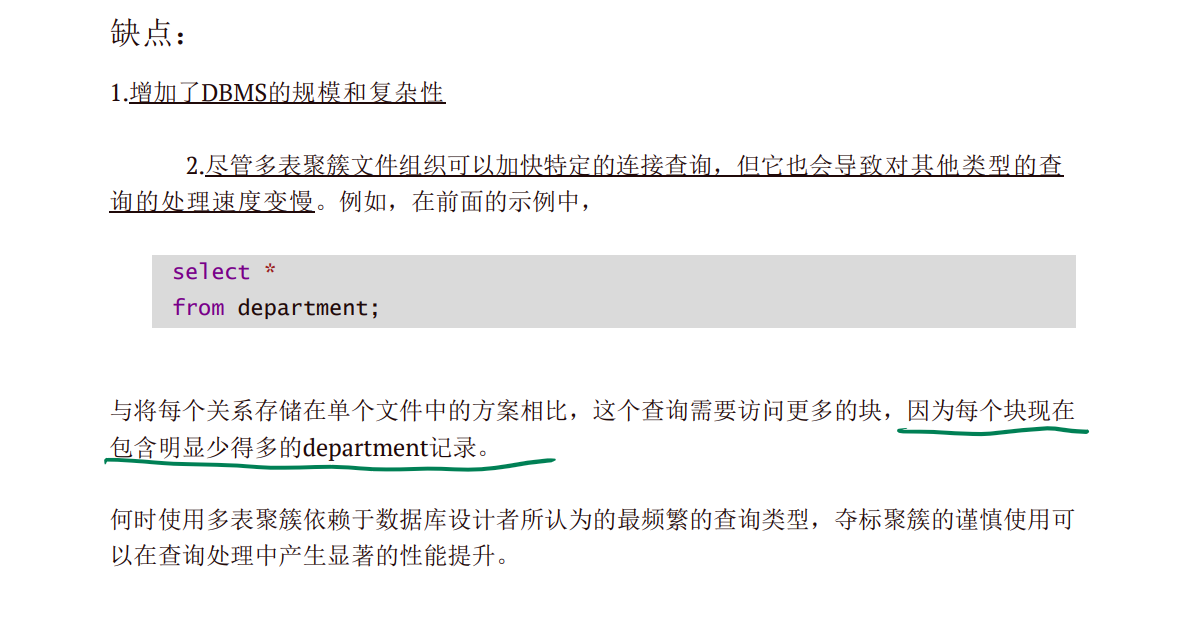 缺点：
1.增加了DBMS的规模和复杂性
2.尽管多表聚簇文件组织可以加快特定的连接查询，但它也会导致对其他类型的查
询的处理速度变慢。例如，在前面的示例中，
select *
from department;
与将每个关系存储在单个文件中的方案相比，这个查询需要访问更多的块，因为每个块现在
包含明显少得多的department记录。
何时使用多表聚簇依赖于数据库设计者所认为的最频繁的查询类型，夺标聚簇的谨慎使用可
以在查询处理中产生显著的性能提升。